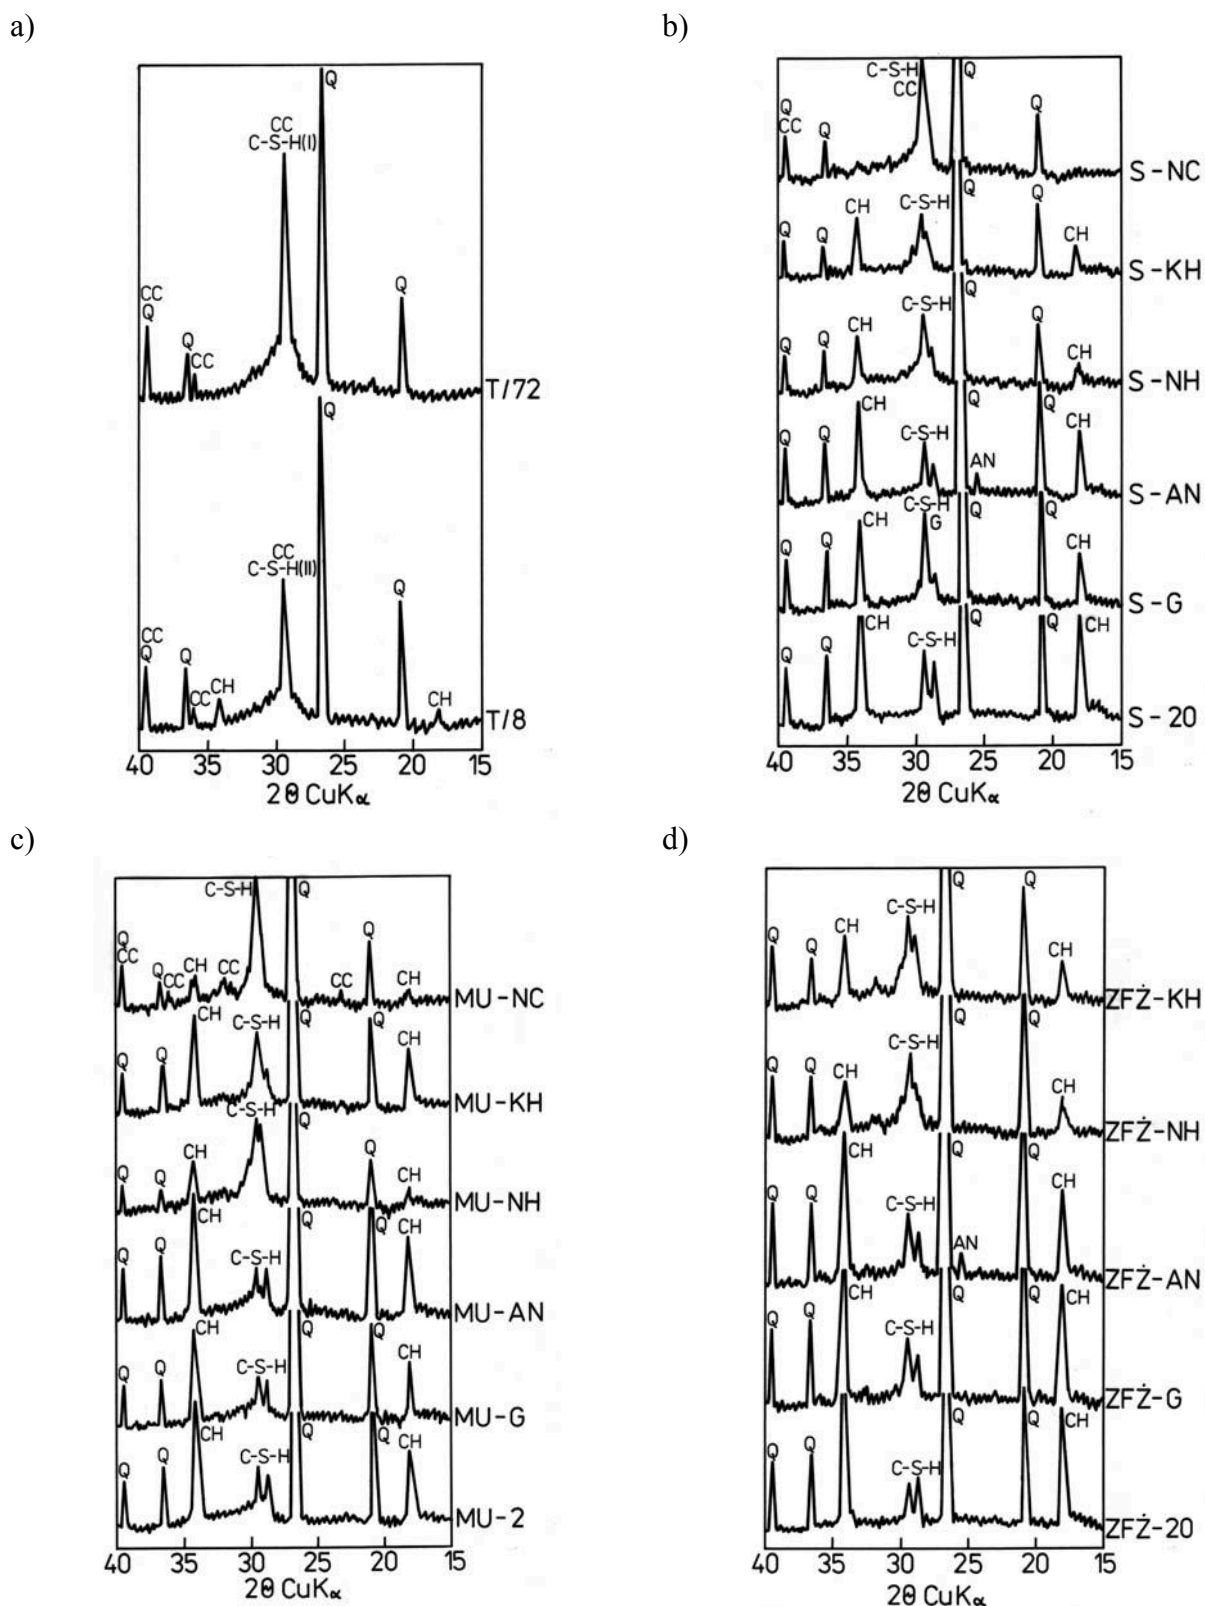 a)
Q
CC
C-S-H(I)
CC
Q
Q
CC
Q
T/72
Q
CC
C-S-H(II)
Q
CC
Q
Q
CC
CH
CH
T/8
40 35 30 25 20 15
2Θ CuKα
b)
C-S-H
CC
Q
Q
CC
Q
Q
S-NC
Q
Q
CH
C-S-H
Q
Q
CH
S-KH
Q
Q
CH
C-S-H
Q
Q
CH
S-NH
Q
Q
CH
C-S-H
Q
AN
Q
CH
S-AN
Q
Q
CH
C-S-H
G
Q
Q
CH
S-G
Q
Q
CH
C-S-H
Q
Q
CH
S-20
40 35 30 25 20 15
2Θ CuKα
c)
C-S-H
Q
Q
CC
Q
CC
CH
CC
CC
Q
CH
MU-NC
Q
Q
CH
C-S-H
Q
Q
CH
MU-KH
Q
Q
CH
C-S-H
Q
Q
CH
MU-NH
Q
Q
CH
C-S-H
Q
Q
CH
MU-AN
Q
Q
CH
C-S-H
Q
Q
CH
MU-G
Q
Q
CH
C-S-H
Q
Q
CH
MU-2
40 35 30 25 20 15
2Θ CuKα
d)
Q
Q
CH
C-S-H
Q
Q
CH
ZFŻ-KH
Q
Q
CH
C-S-H
Q
Q
CH
ZFŻ-NH
Q
Q
CH
C-S-H
Q
AN
Q
CH
ZFŻ-AN
Q
Q
CH
C-S-H
Q
Q
CH
ZFŻ-G
Q
Q
C-S-H
Q
Q
CH
ZFŻ-20
40 35 30 25 20 15
2Θ CuKα